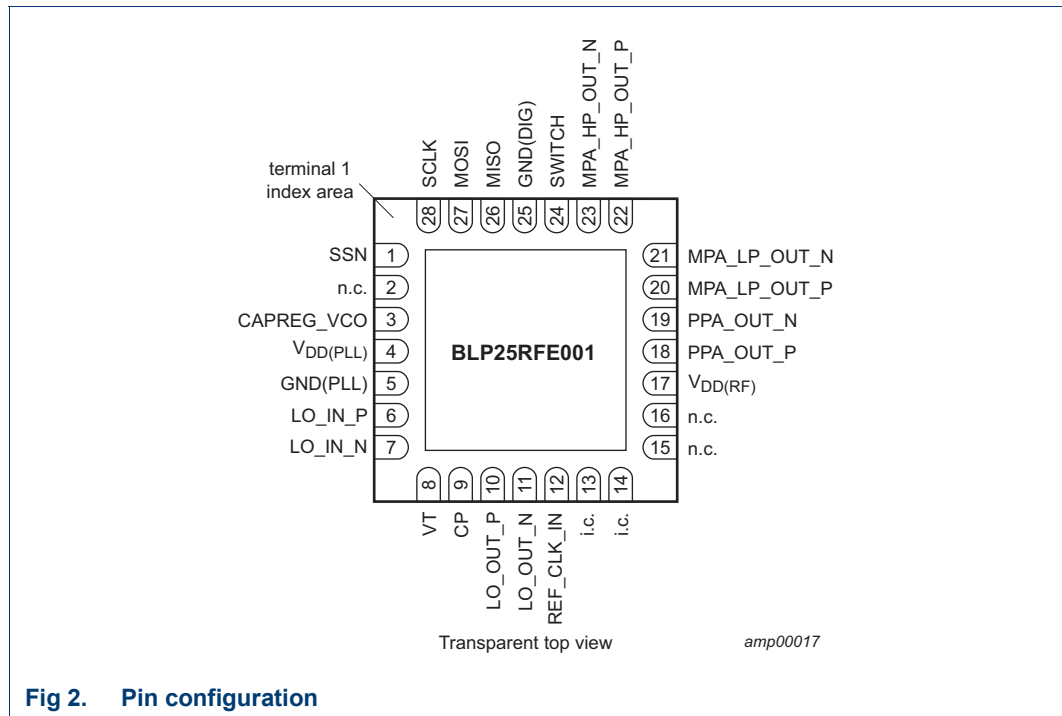 SCLK
MOSI
MISO
GND(DIG)
SWITCH
MPA_HP_OUT_N
MPA_HP_OUT_P
terminal 1
index area
28
27
26
25
24
23
22
SSN 1
n.c. 2
CAPREG_VCO 3
VDD(PLL) 4
GND(PLL) 5
LO_IN_P 6
LO_IN_N 7
BLP25RFE001
21 MPA_LP_OUT_N
20 MPA_LP_OUT_P
19 PPA_OUT_N
18 PPA_OUT_P
17 VDD(RF)
16 n.c.
15 n.c.
8
9
10
11
12
13
14
VT
CP
LO_OUT_P
LO_OUT_N
REF_CLK_IN
i.c.
i.c.
Transparent top view
amp00017
Fig 2. Pin configuration